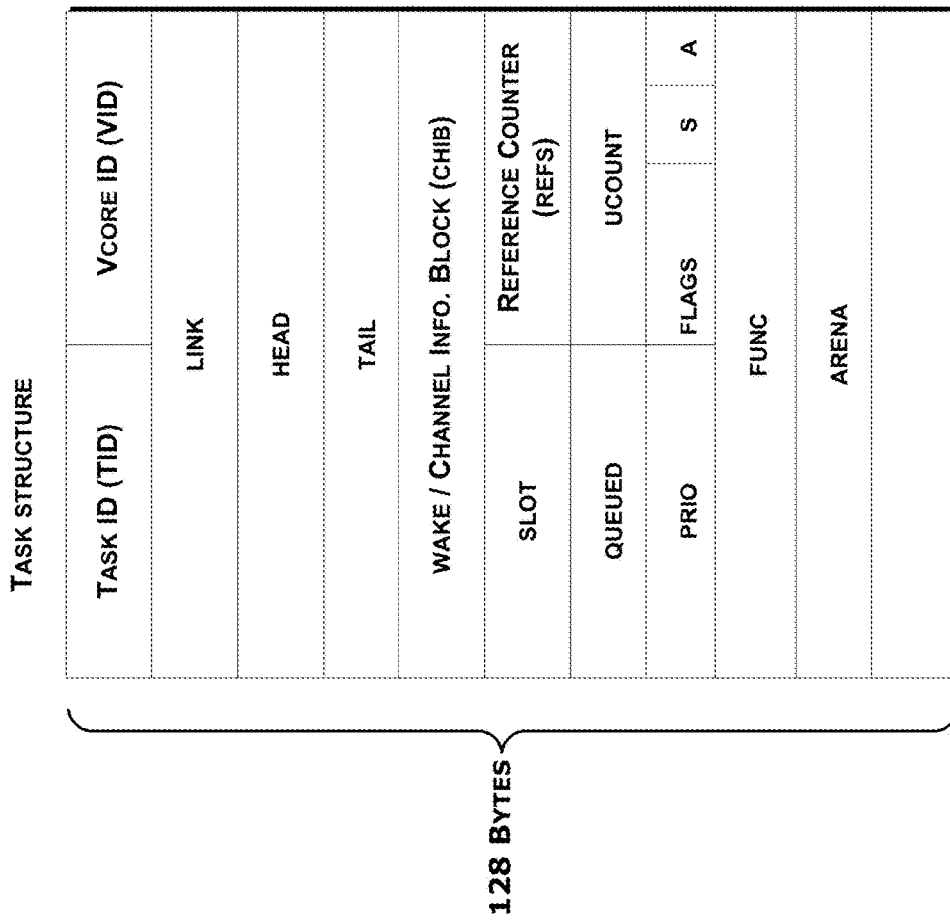 TASK STRUCTURE
TASK ID (TID)
VCORE ID (VID)
LINK
HEAD
TAIL
WAKE / CHANNEL INFO. BLOCK (CHIB)
SLOT
REFERENCE COUNTER
(REFS)
QUEUED
UCOUNT
PRIO
FLAGS
S
A
FUNC
ARENA
128 BYTES